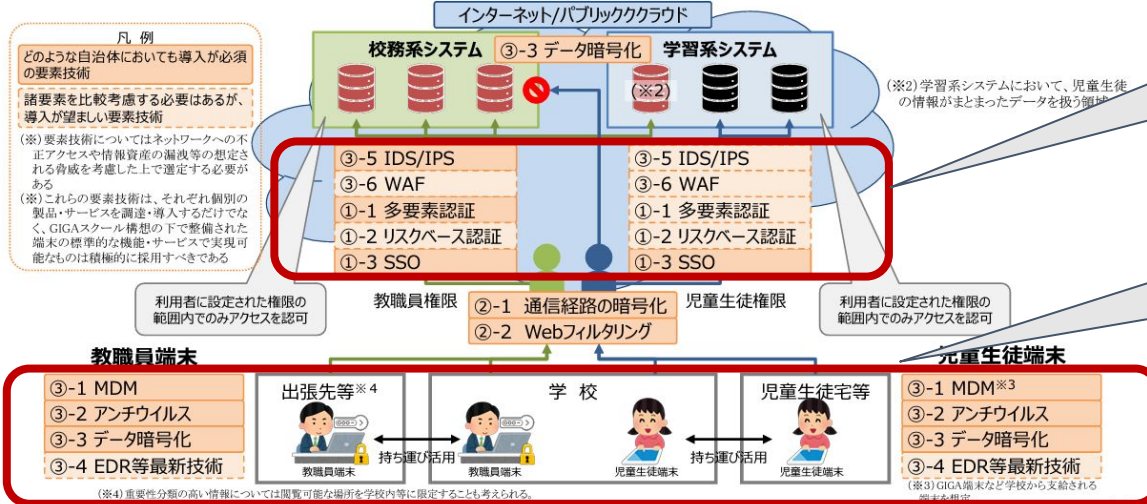 インターネット/パブリッククラウド
凡 例
どのような自治体においても導入が必須
の要素技術
諸要素を比較考慮する必要はあるが、
導入が望ましい要素技術
(※)要素技術についてはネットワークへの不
正アクセスや情報資産の漏洩等の想定さ
れる脅威を考慮した上で選定する必要が
ある
(※)これらの要素技術は、それぞれ個別の
製品・サービスを調達・導入するだけでな
く、GIGAスクール構想の下で整備された
端末の標準的な機能・サービスで実現可
能なものは積極的に採用すべきである
校務系システム
③-3 データ暗号化
学習系システム
(※2)
(※2)学習系システムにおいて、児童生徒
の情報がまとまったデータを扱う領域
③-5 IDS/IPS
③-6 WAF
①-1 多要素認証
①-2 リスクベース認証
①-3 SSO
③-5 IDS/IPS
③-6 WAF
①-1 多要素認証
①-2 リスクベース認証
①-3 SSO
利用者に設定された権限の
範囲内でのみアクセスを認可
教職員権限
児童生徒権限
利用者に設定された権限の
範囲内でのみアクセスを認可
②-1 通信経路の暗号化
②-2 Webフィルタリング
教職員端末
児童生徒端末
③-1 MDM
③-2 アンチウイルス
③-3 データ暗号化
③-4 EDR等最新技術
出張先等※4
教職員端末
持ち運び活用
学 校
教職員端末
児童生徒端末
持ち運び活用
児童生徒宅等
児童生徒端末
③-1 MDM※3
③-2 アンチウイルス
③-3 データ暗号化
③-4 EDR等最新技術
(※4)重要性分類の高い情報については閲覧可能な場所を学校内等に限定することも考えられる。
(※3)GIGA端末など学校から支給される
端末を想定